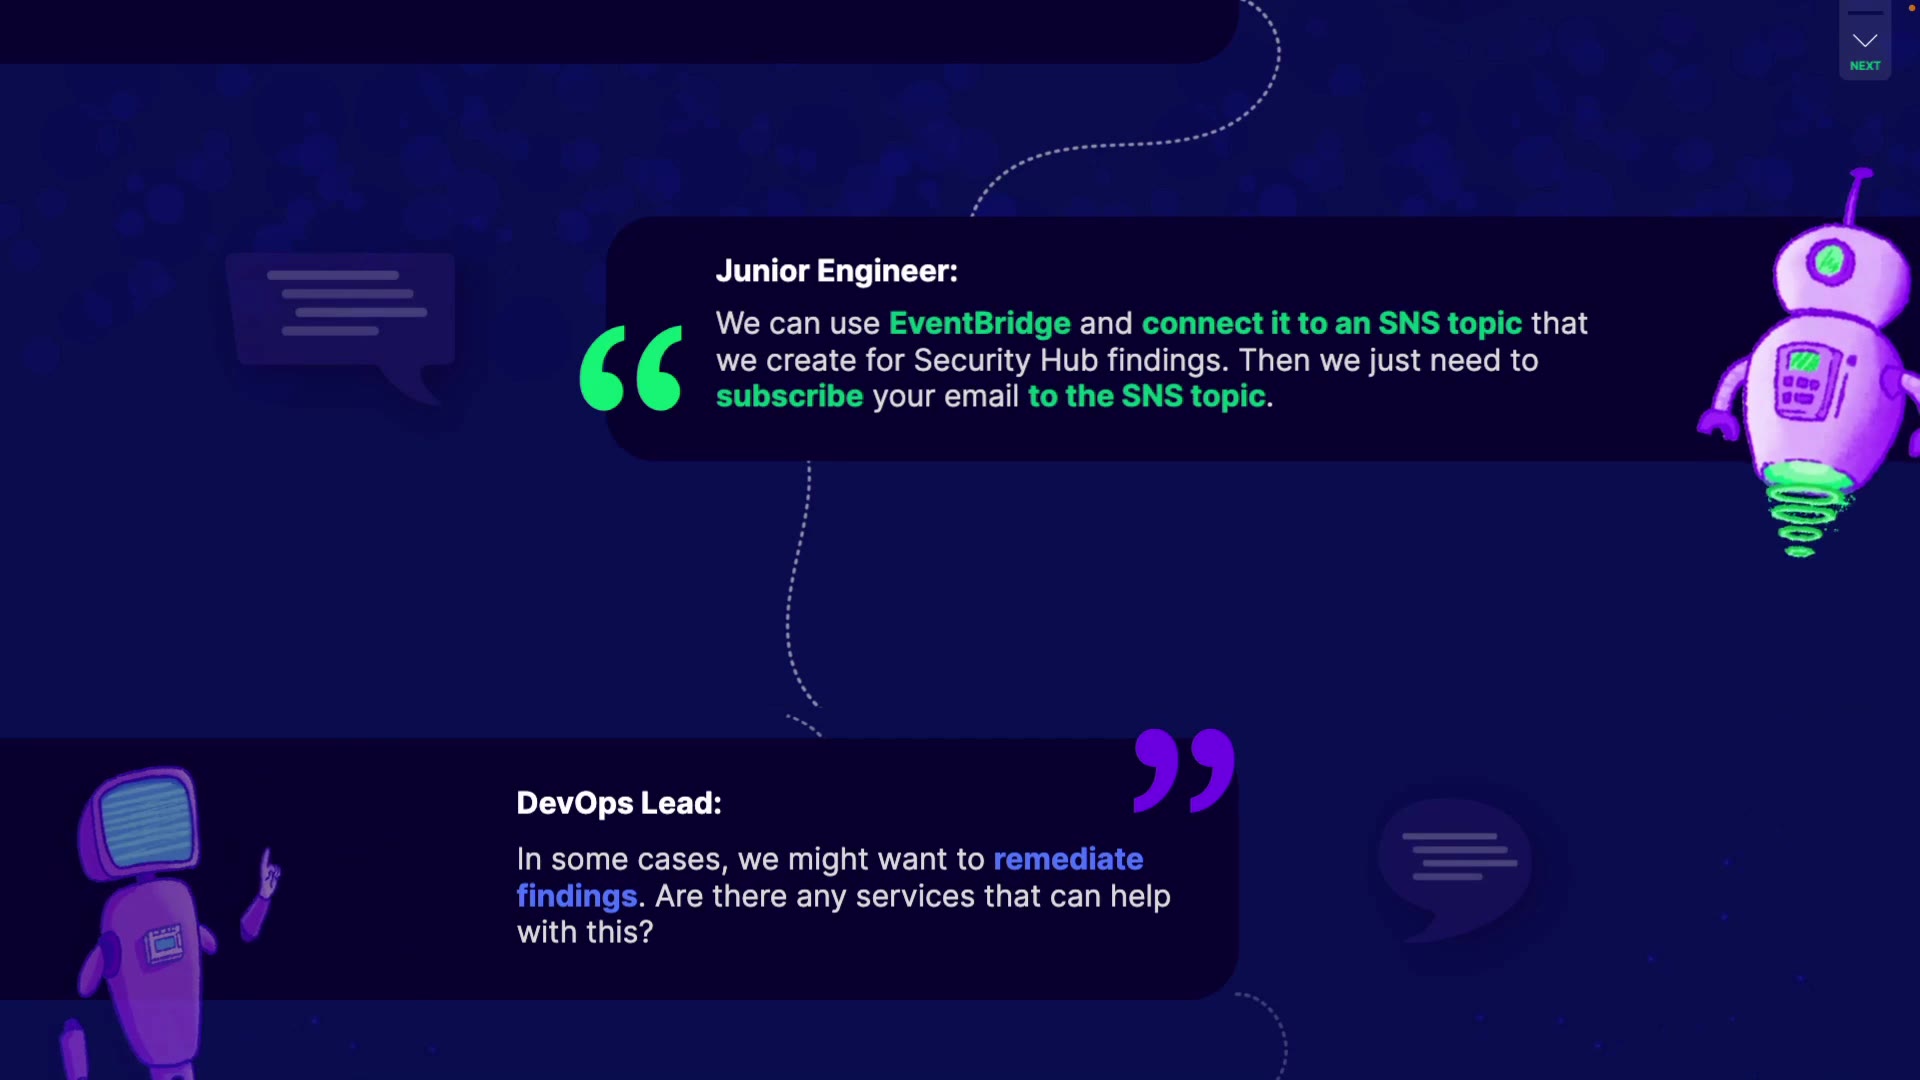 NEXT
Junior Engineer:
We can use EventBridge and connect it to an SNS topic that
we create for Security Hub findings. Then we just need to
subscribe your email to the SNS topic.
DevOps Lead:
In some cases, we might want to remediate
findings. Are there any services that can help
with this?